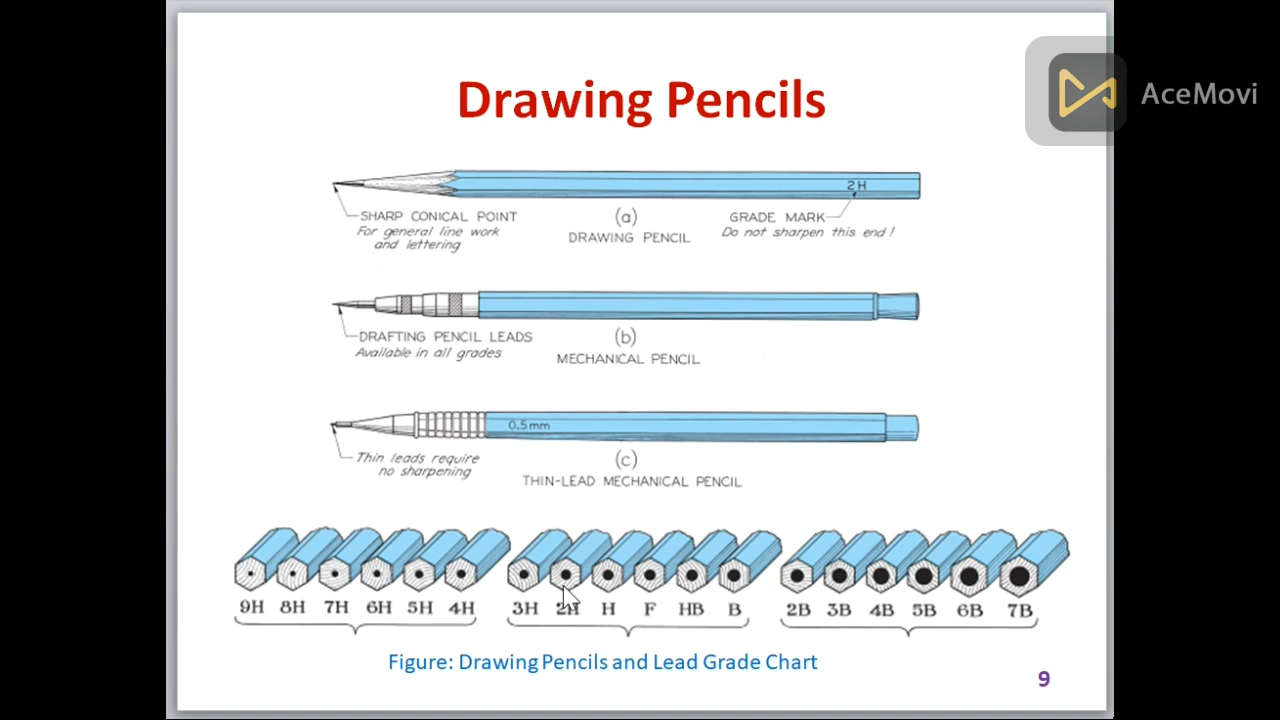 Drawing Pencils
AceMovi
2H
SHARP CONICAL POINT
For general line work
and lettering
(a)
DRAWING PENCIL
GRADE MARK
Do not sharpen this end!
DRAFTING PENCIL LEADS
Available in all grades
(b)
MECHANICAL PENCIL
0.5mm
Thin leads require
no sharpening
(c)
THIN-LEAD MECHANICAL PENCIL
9H 8H 7H 6H 5H 4H 3H 2H H F HB B 2B 3B 4B 5B 6B 7B
Figure: Drawing Pencils and Lead Grade Chart
9